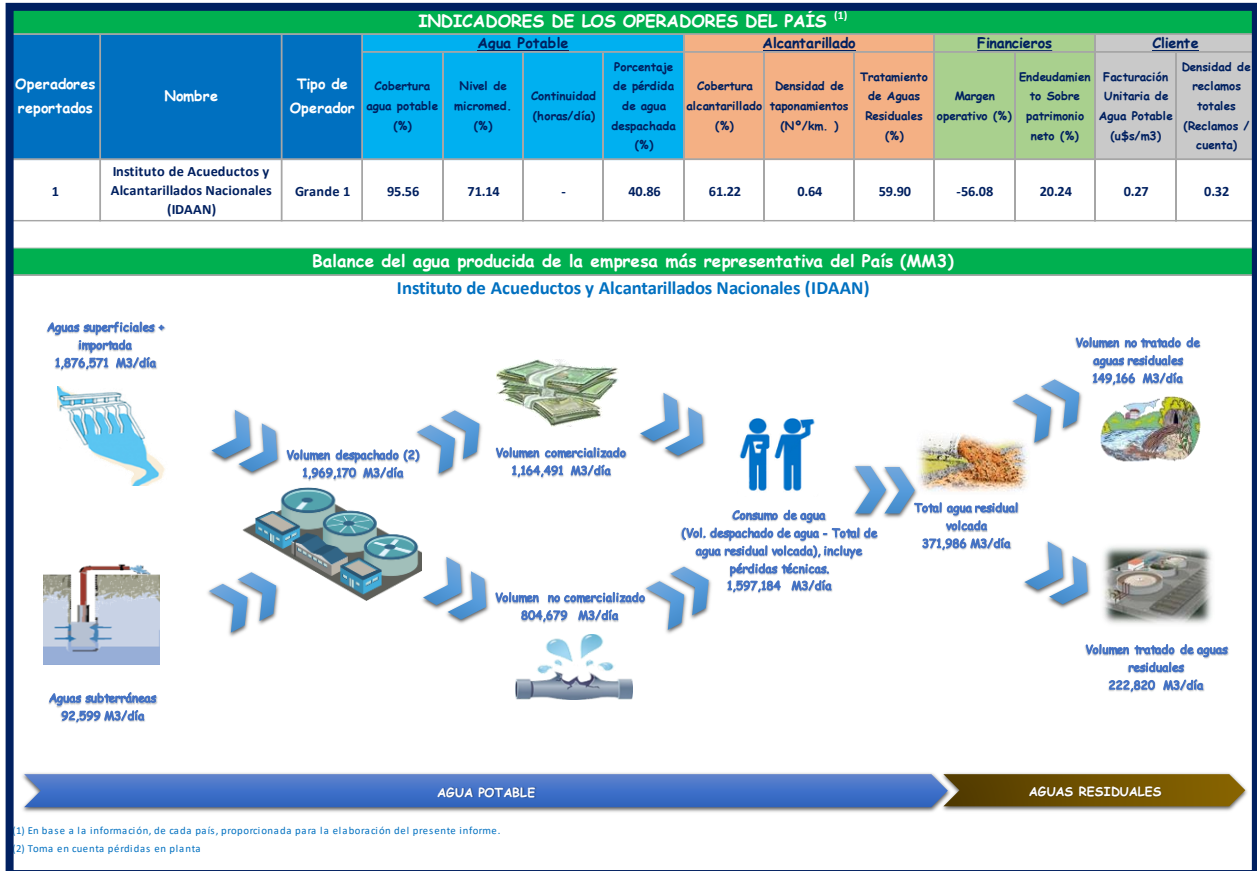 INDICADORES DE LOS OPERADORES DEL PAÍS (1)
Operadores reportados
Nombre
Tipo de Operador
Agua Potable
Alcantarillado
Financieros
Cliente
Cobertura agua potable (%)
Nivel de micromed. (%)
Continuidad (horas/día)
Porcentaje de pérdida de agua despachada (%)
Cobertura alcantarillado (%)
Densidad de taponamientos (Nº/km. )
Tratamiento de Aguas Residuales (%)
Margen operativo (%)
Endeudamien to Sobre patrimonio neto (%)
Facturación Unitaria de Agua Potable (u$s/m3)
Densidad de reclamos totales (Reclamos / cuenta)
1
Instituto de Acueductos y Alcantarillados Nacionales (IDAAN)
Grande 1
95.56
71.14
-
40.86
61.22
0.64
59.90
-56.08
20.24
0.27
0.32
Balance del agua producida de la empresa más representativa del País (MM3)
Instituto de Acueductos y Alcantarillados Nacionales (IDAAN)
Aguas superficiales +
importada
1,876,571 M3/día
Aguas subterráneas
92,599 M3/día
Volumen despachado (2)
1,969,170 M3/día
Volumen comercializado
1,164,491 M3/día
Volumen no comercializado
804,679 M3/día
Consumo de agua
(Vol. despachado de agua - Total de
agua residual volcada), incluye
pérdidas técnicas.
1,597,184 M3/día
Total agua residual
volcada
371,986 M3/día
Volumen no tratado de
aguas residuales
149,166 M3/día
Volumen tratado de aguas
residuales
222,820 M3/día
AGUA POTABLE
AGUAS RESIDUALES
(1) En base a la información, de cada país, proporcionada para la elaboración del presente informe.
(2) Toma en cuenta pérdidas en planta